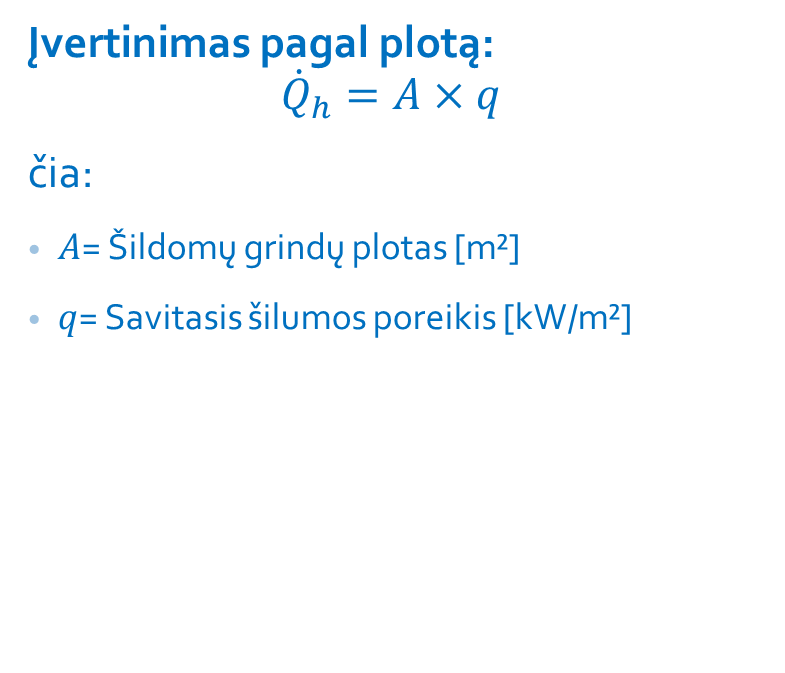 Įvertinimas pagal plotą:
Q̇ₕ = A × q
čia:
• A= Šildomų grindų plotas [m²]
• q= Savitasis šilumos poreikis [kW/m²]